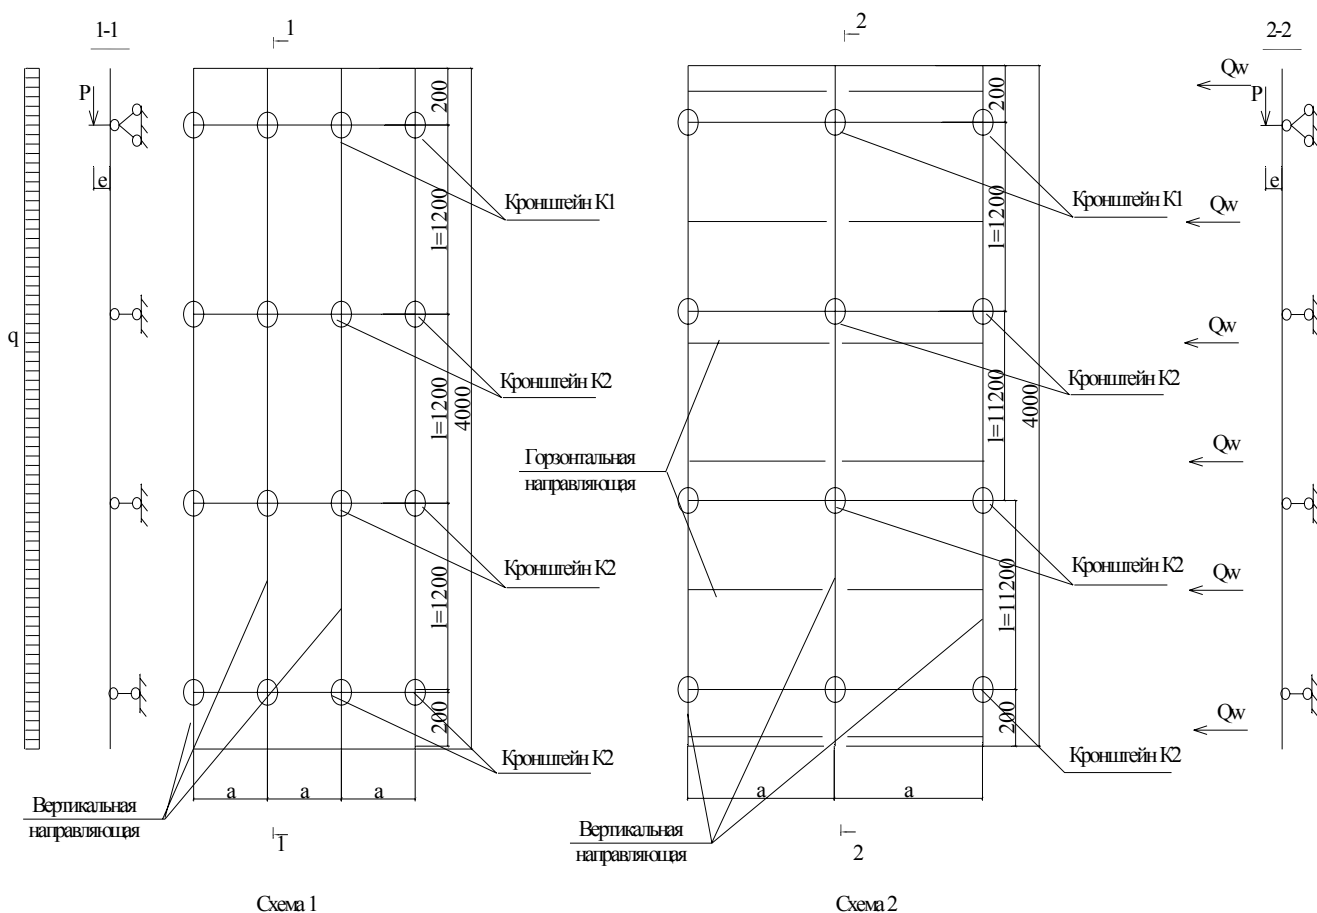 1-1
1
P
e
q
200
l=1200
4000
l=1200
l=1200
200
Кронштейн К1
Кронштейн К2
Кронштейн К2
Кронштейн К2
а
а
а
Вертикальная
направляющая
1
Схема 1
2
2-2
Qw
P
e
Qw
Qw
Qw
Qw
Qw
200
l=1200
4000
l=11200
l=11200
200
Кронштейн К1
Кронштейн К2
Горзонтальная
направляющая
Кронштейн К2
Кронштейн К2
а
а
Вертикальная
направляющая
2
Схема 2